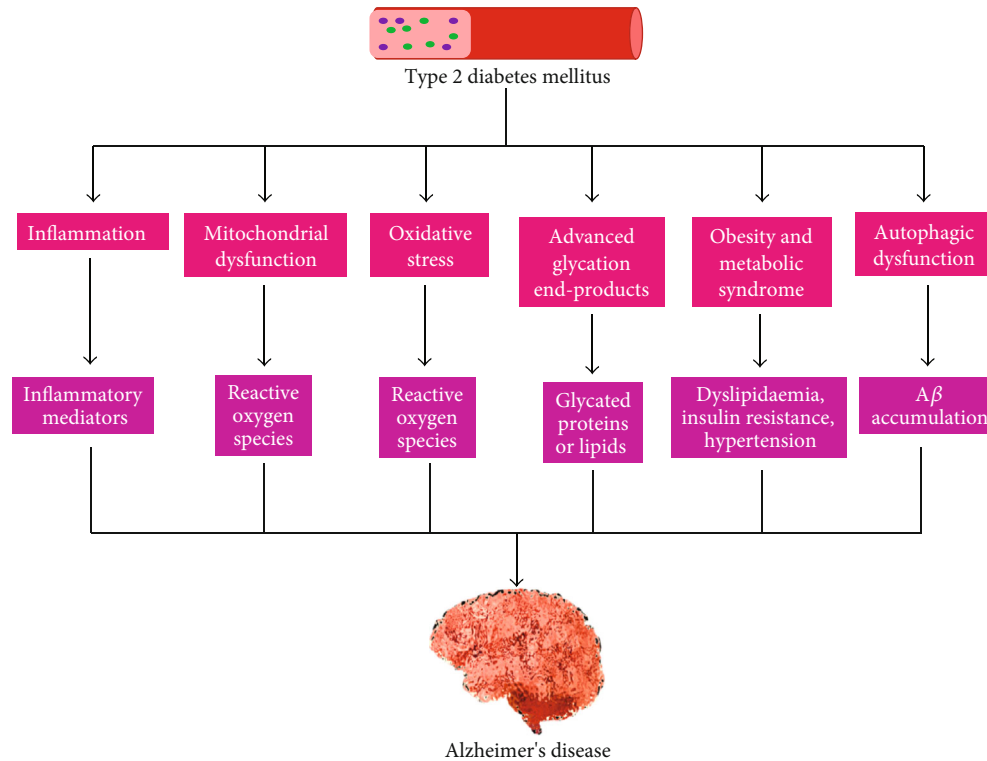 Type 2 diabetes mellitus
Inflammation
Mitochondrial
dysfunction
Oxidative
stress
Advanced
glycation
end-products
Obesity and
metabolic
syndrome
Autophagic
dysfunction
Inflammatory
mediators
Reactive
oxygen
species
Reactive
oxygen
species
Glycated
proteins
or lipids
Dyslipidaemia,
insulin resistance,
hypertension
Aβ
accumulation
Alzheimer's disease